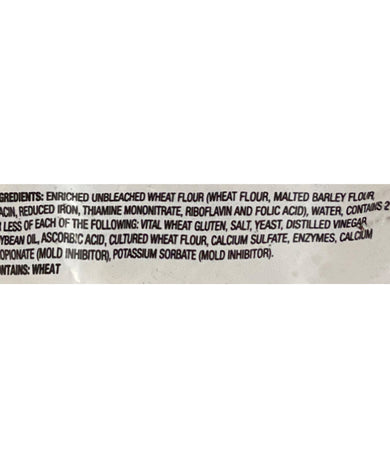 GREDIENTS: ENRICHED UNBLEACHED WHEAT FLOUR (WHEAT FLOUR, MALTED BARLEY FLOUR,
ACIN, REDUCED IRON, THIAMINE MONONITRATE, RIBOFLAVIN AND FOLIC ACID), WATER, CONTAINS 2
LESS OF EACH OF THE FOLLOWING: VITAL WHEAT GLUTEN, SALT, YEAST, DISTILLED VINEGAR,
YBEAN OIL, ASCORBIC ACID, CULTURED WHEAT FLOUR, CALCIUM SULFATE, ENZYMES, CALCIUM
OPIONATE (MOLD INHIBITOR), POTASSIUM SORBATE (MOLD INHIBITOR).
ONTAINS: WHEAT